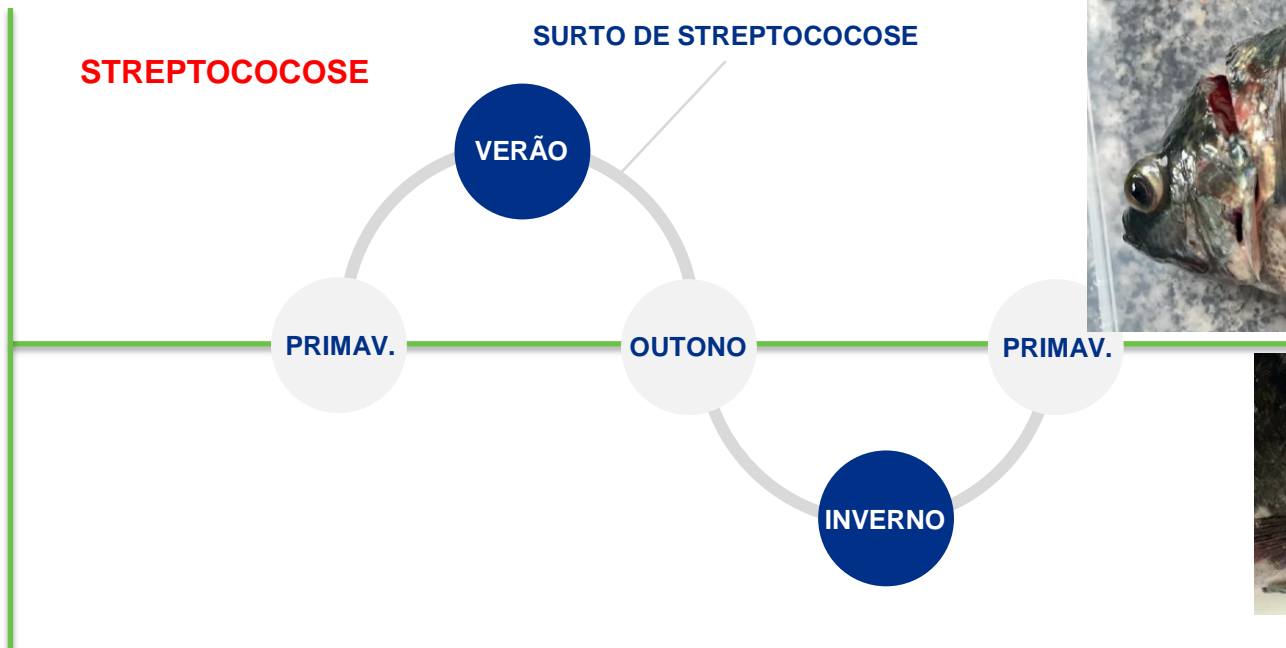 SURTO DE STREPTOCOCOSE
STREPTOCOCOSE
VERÃO
PRIMAV.
OUTONO
PRIMAV.
INVERNO